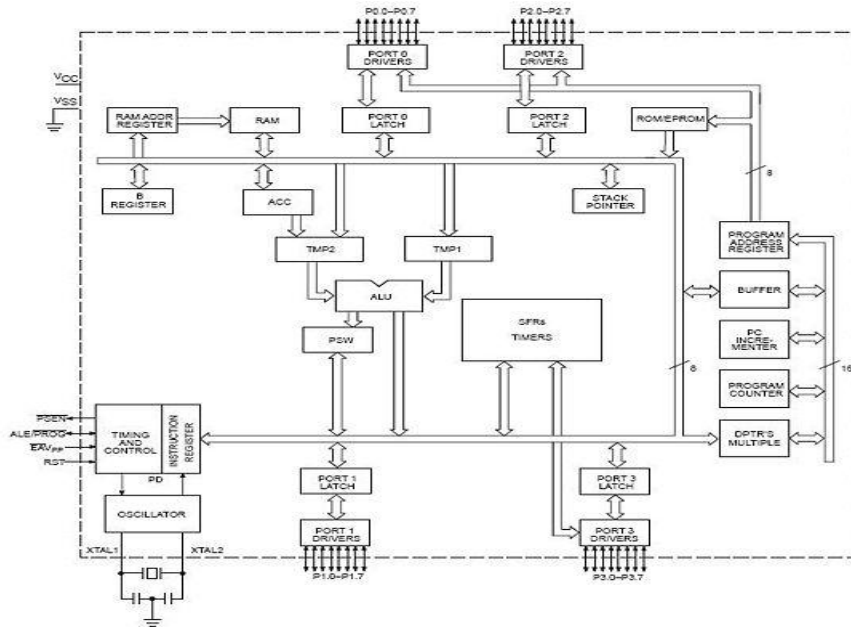 P0.0–P0.7
P2.0–P2.7
PORT 0
DRIVERS
PORT 2
DRIVERS
VCC
VSS
RAM ADDR
REGISTER
RAM
PORT 0
LATCH
PORT 2
LATCH
ROM/EPROM
8
B
REGISTER
ACC
STACK
POINTER
TMP2
TMP1
PROGRAM
ADDRESS
REGISTER
ALU
BUFFER
SFRs
TIMERS
PSW
PC
INCRE-
MENTER
8
16
PROGRAM
COUNTER
PSEN
ALE/PROG
EAVPP
RST
TIMING
AND
CONTROL
INSTRUCTION
REGISTER
DPTR'S
MULTIPLE
PD
PORT 1
LATCH
PORT 3
LATCH
OSCILLATOR
PORT 1
DRIVERS
PORT 3
DRIVERS
XTAL1
XTAL2
P1.0–P1.7
P3.0–P3.7